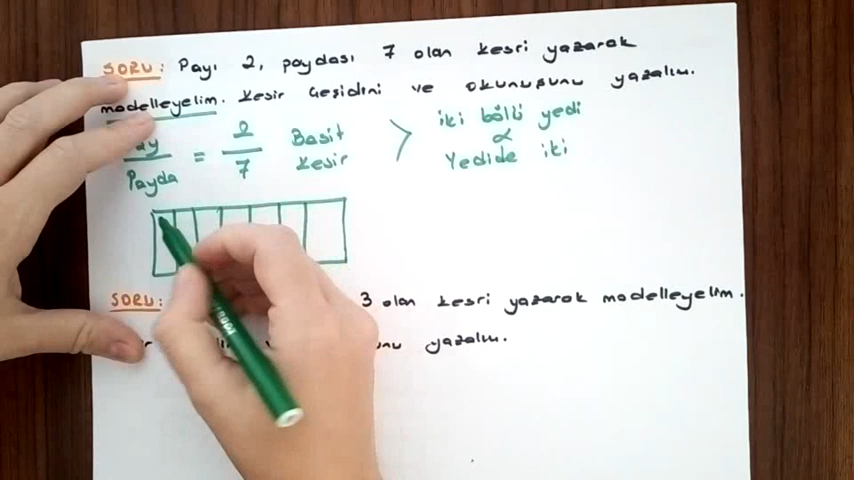 SORU: Payı 2, paydası 7 olan kesri yazarak
modelleyelim. Kesir çeşidini ve okunuşunu yazalım.
ay
Payda
=
2
7
Basit
Kesir
>
iki bölü yedi
Yedide iki
SORU: 3 olan kesri yazarak modelleyelim.
yazalım.